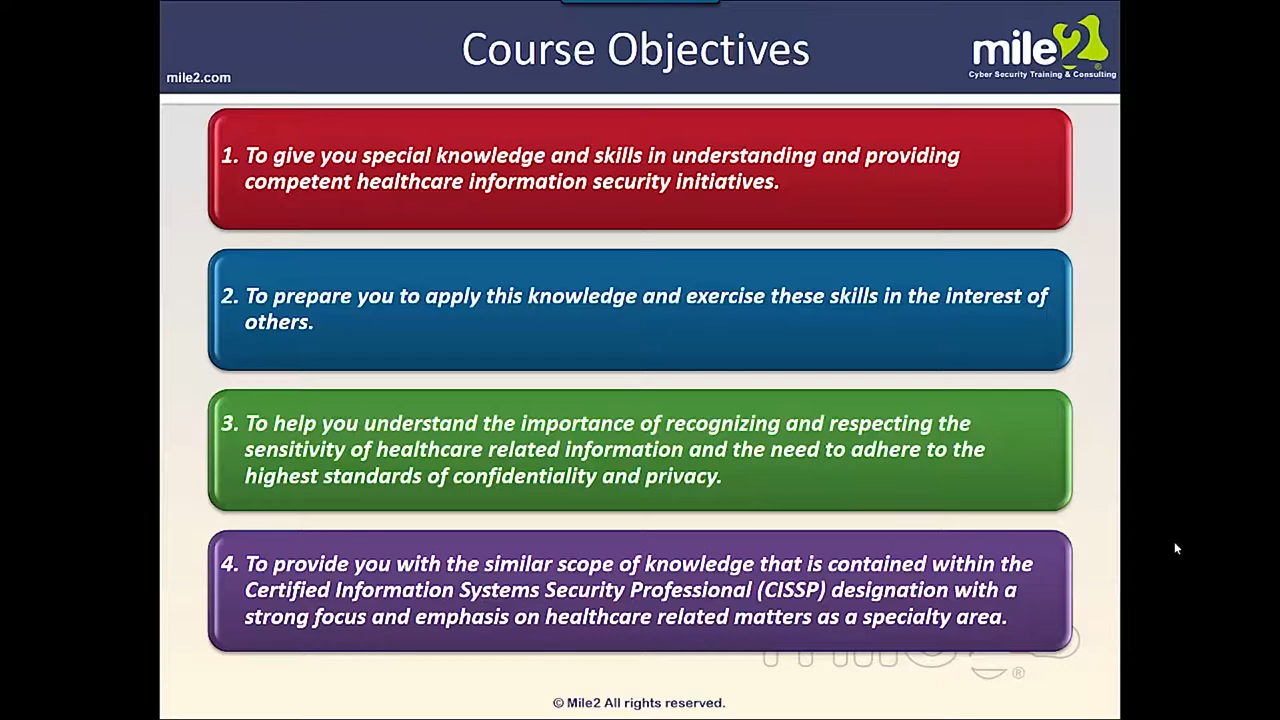 Course Objectives
mile2
®
mile2.com
Cyber Security Training & Consulting
1. To give you special knowledge and skills in understanding and providing
competent healthcare information security initiatives.
2. To prepare you to apply this knowledge and exercise these skills in the interest of
others.
3. To help you understand the importance of recognizing and respecting the
sensitivity of healthcare related information and the need to adhere to the
highest standards of confidentiality and privacy.
4. To provide you with the similar scope of knowledge that is contained within the
Certified Information Systems Security Professional (CISSP) designation with a
strong focus and emphasis on healthcare related matters as a specialty area.
®
© Mile2 All rights reserved.